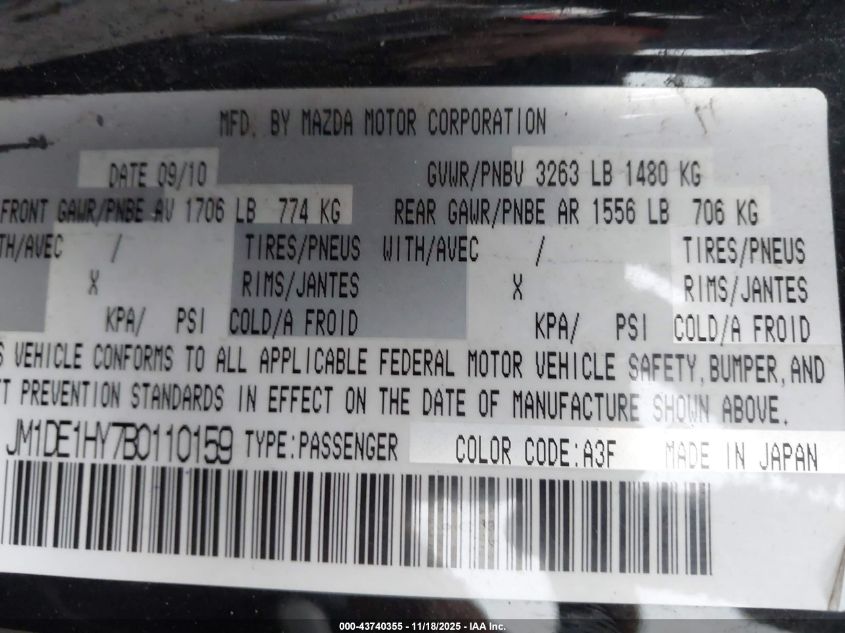 MFD. BY MAZDA MOTOR CORPORATION
DATE 09/10 GVWR/PNBV 3263 LB 1480 KG
FRONT GAWR/PNBE AV 1706 LB 774 KG REAR GAWR/PNBE AR 1556 LB 706 KG
TH/AVEC / TIRES/PNEUS WITH/AVEC / TIRES/PNEUS
X RIMS/JANTES X RIMS/JANTES
KPA/ PSI COLD/A FROID KPA/ PSI COLD/A FROID
S VEHICLE CONFORMS TO ALL APPLICABLE FEDERAL MOTOR VEHICLE SAFETY, BUMPER, AND
T PREVENTION STANDARDS IN EFFECT ON THE DATE OF MANUFACTURE SHOWN ABOVE.
JM1DE1HY7B0110159 TYPE:PASSENGER COLOR CODE:A3F MADE IN JAPAN
000-43740355 - 11/18/2025 - IAA Inc.